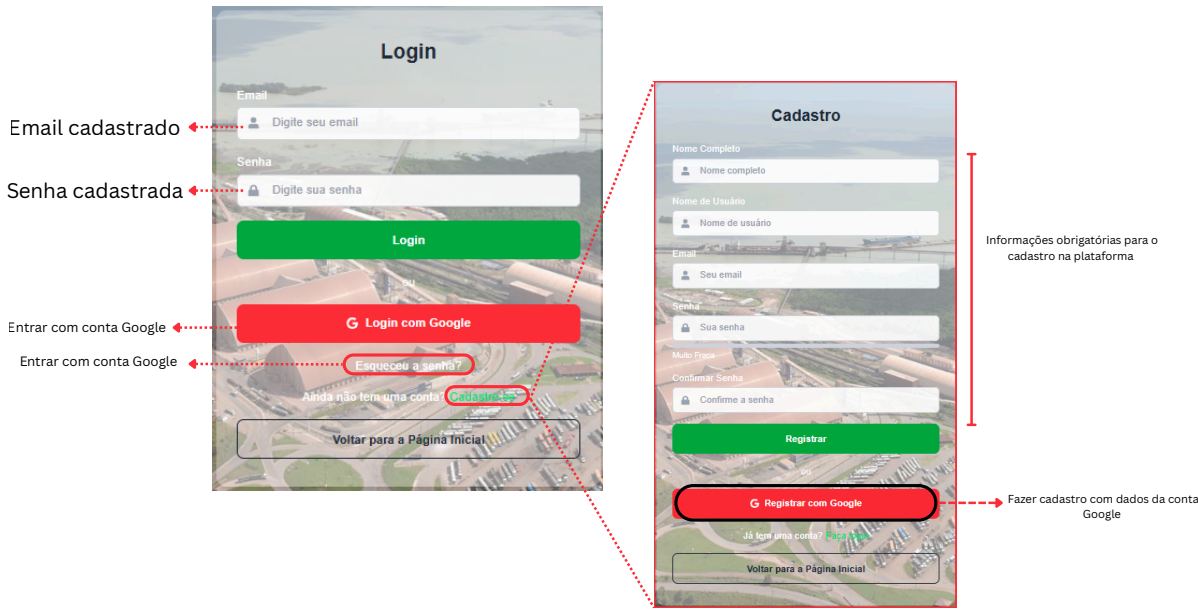 Login
Email
Email cadastrado
Digite seu email
Senha
Senha cadastrada
Digite sua senha
Login
OU
Entrar com conta Google
Login com Google
Entrar com conta Google
Esqueceu a senha?
Ainda não tem uma conta? Cadastre-se
Voltar para a Página Inicial
Cadastro
Nome Completo
Nome completo
Nome de Usuário
Nome de usuário
Email
Seu email
Senha
Sua senha
Muito Fraca
Confirmar Senha
Confirme a senha
Registrar
OU
Registrar com Google
Já tem uma conta? Faça login
Voltar para a Página Inicial
Informações obrigatórias para o
cadastro na plataforma
Fazer cadastro com dados da conta
Google